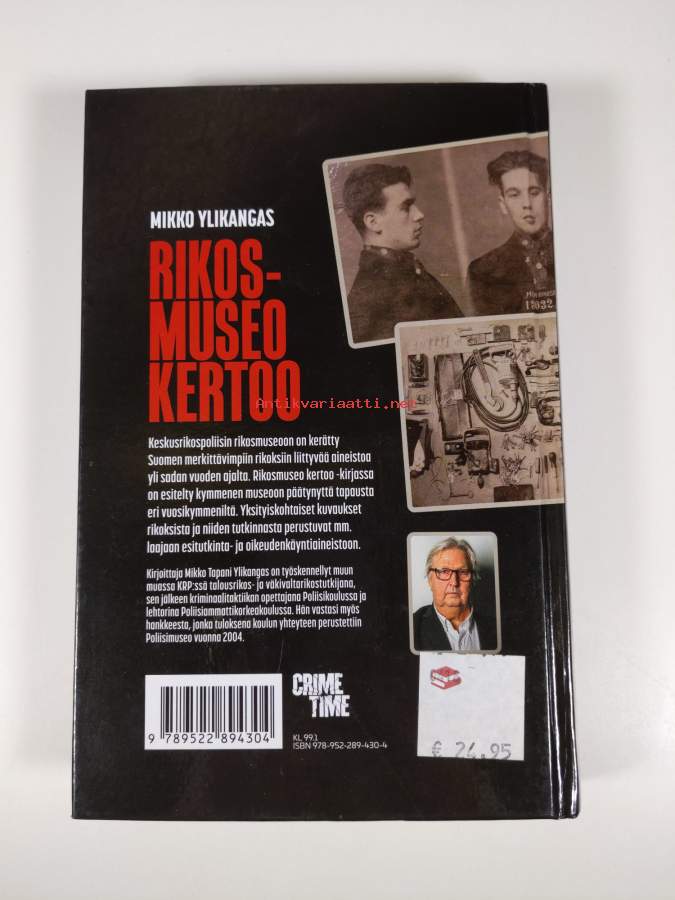 MIKKO YLIKANGAS
RIKOS-
MUSEO
KERTOO
Antikvariaatti.net
Keskusrikospoliisin rikosmuseoon on kerätty
Suomen merkittävimpiin rikoksiin liittyvää aineistoa
yli sadan vuoden ajalta. Rikosmuseo kertoo -kirjassa
on esitelty kymmenen museoon päätynyttä tapausta
eri vuosikymmeniltä. Yksityiskohtaiset kuvaukset
rikoksista ja niiden tutkinnasta perustuvat mm.
laajaan esitutkinta- ja oikeudenkäyntiaineistoon.
Kirjoittaja Mikko Tapani Ylikangas on työskennellyt muun
muassa KRP:ssä talousrikos- ja väkivaltarikostutkijana,
sen jälkeen kriminaalitaktiikan opettajana Poliisikoulussa ja
lehtorina Poliisiammattikorkeakoulussa. Hän vastasi myös
hankkeesta, jonka tuloksena koulun yhteyteen perustettiin
Poliisimuseo vuonna 2004.
CRIME
TIME
KL 99.1
ISBN 978-952-289-430-4
9 789522 894304
€ 24.95